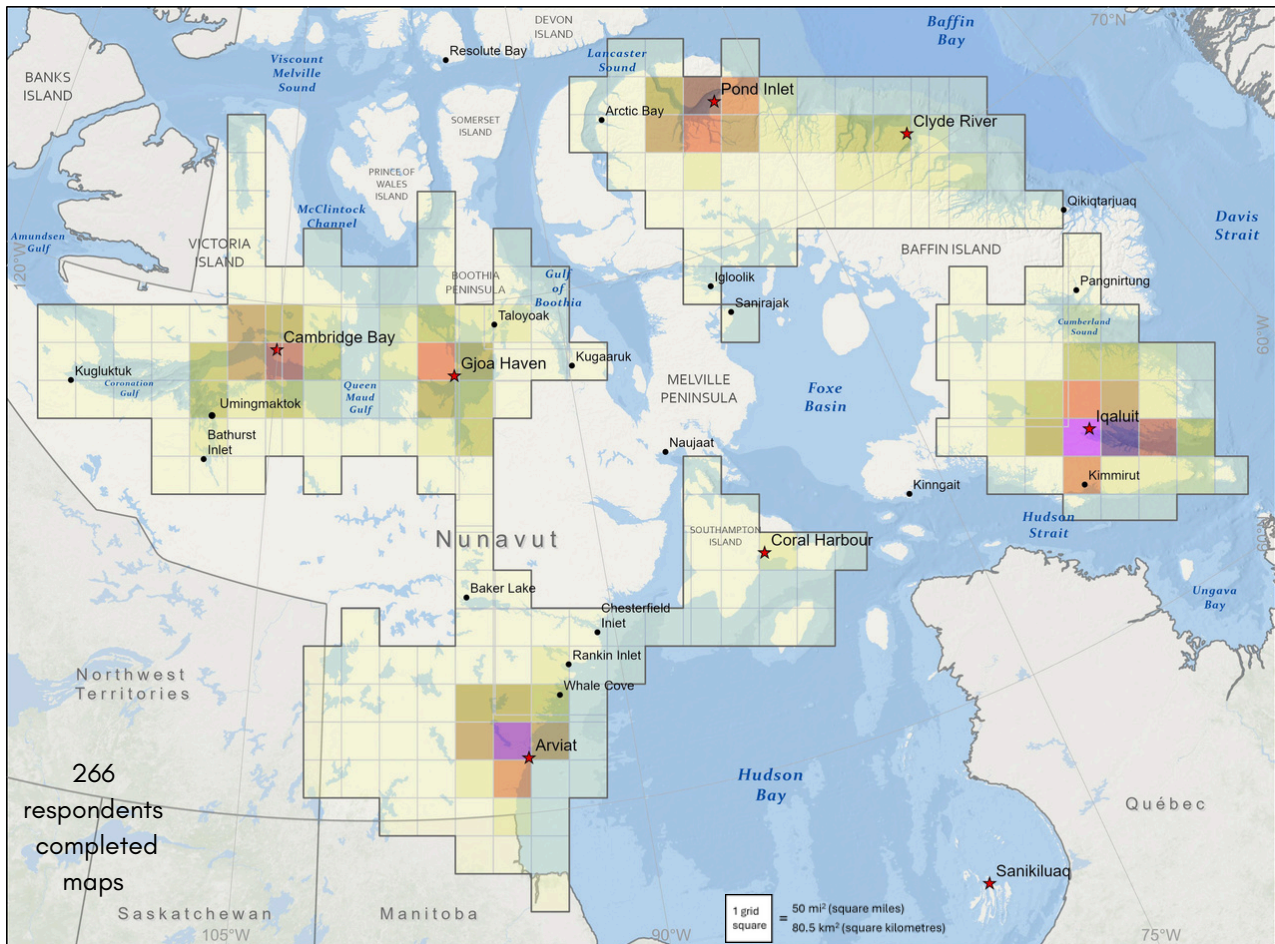 DEVON
ISLAND
Baffin
Bay
70°N
Resolute Bay
Lancaster
Sound
Viscount
Melville
Sound
BANKS
ISLAND
Pond Inlet
Arctic Bay
SOMERSET
ISLAND
Clyde River
PRINCE OF
WALES
ISLAND
McClintock
Channel
Qikiqtarjuaq
Davis
Strait
Amundsen
Gulf
120°W
VICTORIA
ISLAND
BAFFIN ISLAND
BOOTHIA
PENINSULA
Gulf
of
Boothia
Igloolik
Pangnirtung
Sanirajak
Taloyoak
Cumberland
Sound
60°W
Cambridge Bay
Gjoa Haven
Kugaaruk
Kugluktuk
Coronation
Gulf
Queen
Maud
Gulf
MELVILLE
PENINSULA
Foxe
Basin
Umingmaktok
Iqaluit
Bathurst
Inlet
Naujaat
Kimmirut
Kinngait
Hudson
Strait
60°N
SOUTHAMPTON
ISLAND
Coral Harbour
Nunavut
Baker Lake
Ungava
Bay
Chesterfield
Iniet
Rankin Inlet
Northwest
Territories
Whale Cove
Arviat
266
respondents
completed
maps
Hudson
Bay
Québec
Sanikiluaq
1 grid
square
=
50 mi² (square miles)
80.5 km² (square kilometres)
Saskatchewan
Manitoba
105°W
90°W
75°W